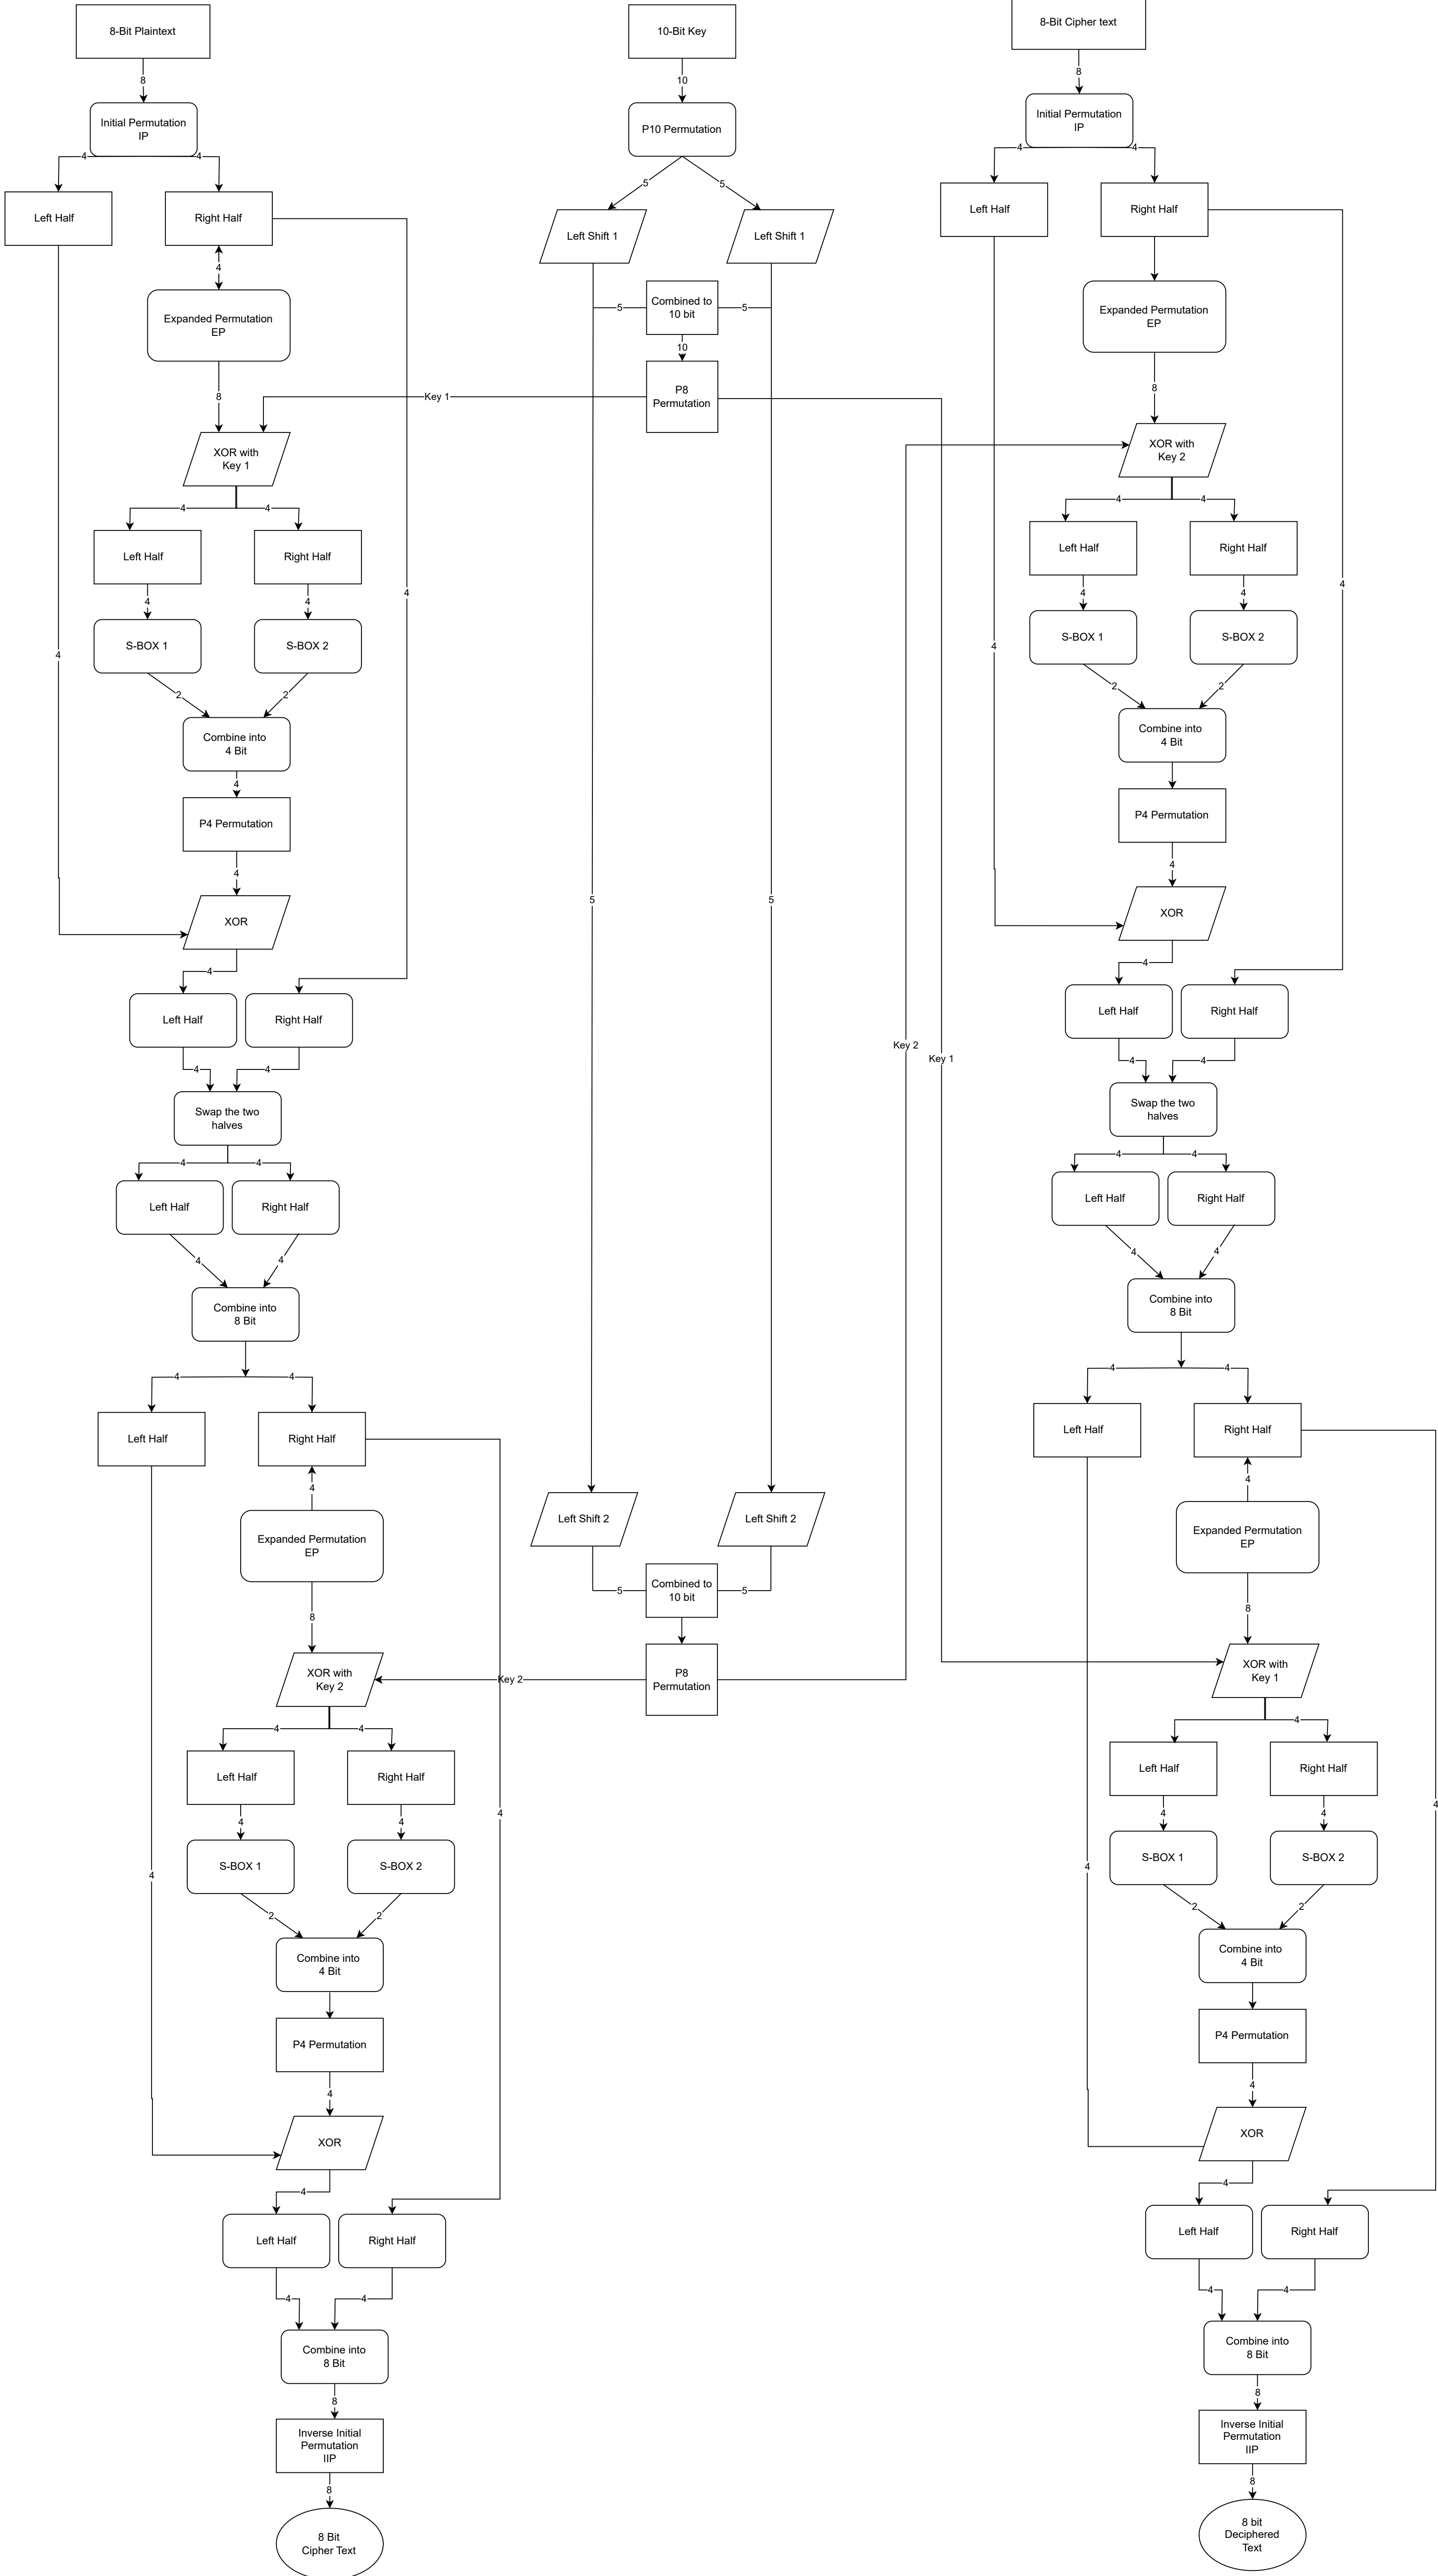 8-Bit Plaintext
8
Initial Permutation
IP
4
4
Left Half
Right Half
4
Expanded Permutation
EP
8
XOR with
Key 1
4
4
Left Half
Right Half
4
4
4
S-BOX 1
S-BOX 2
4
2
2
Combine into
4 Bit
4
P4 Permutation
4
XOR
4
Left Half
Right Half
4
4
Swap the two
halves
4
4
Left Half
Right Half
4
4
Combine into
8 Bit
4
4
Left Half
Right Half
4
Expanded Permutation
EP
8
XOR with
Key 2
4
4
Left Half
Right Half
4
4
4
S-BOX 1
S-BOX 2
4
2
2
Combine into
4 Bit
P4 Permutation
4
XOR
4
Left Half
Right Half
4
4
Combine into
8 Bit
8
Inverse Initial
Permutation
IIP
8
8 Bit
Cipher Text
10-Bit Key
10
P10 Permutation
5
5
Left Shift 1
Left Shift 1
5
Combined to
10 bit
5
10
P8
Permutation
Key 1
5
5
Key 2
Key 1
Left Shift 2
Left Shift 2
5
Combined to
10 bit
5
P8
Permutation
Key 2
8-Bit Cipher text
8
Initial Permutation
IP
4
4
Left Half
Right Half
Expanded Permutation
EP
8
XOR with
Key 2
4
4
Left Half
Right Half
4
4
4
S-BOX 1
S-BOX 2
4
2
2
Combine into
4 Bit
P4 Permutation
4
XOR
4
Left Half
Right Half
4
4
Swap the two
halves
4
4
Left Half
Right Half
4
4
Combine into
8 Bit
4
4
Left Half
Right Half
4
Expanded Permutation
EP
8
XOR with
Key 1
4
Left Half
Right Half
4
4
4
S-BOX 1
S-BOX 2
4
2
2
Combine into
4 Bit
P4 Permutation
4
XOR
4
Left Half
Right Half
4
4
Combine into
8 Bit
8
Inverse Initial
Permutation
IIP
8
8 bit
Deciphered
Text